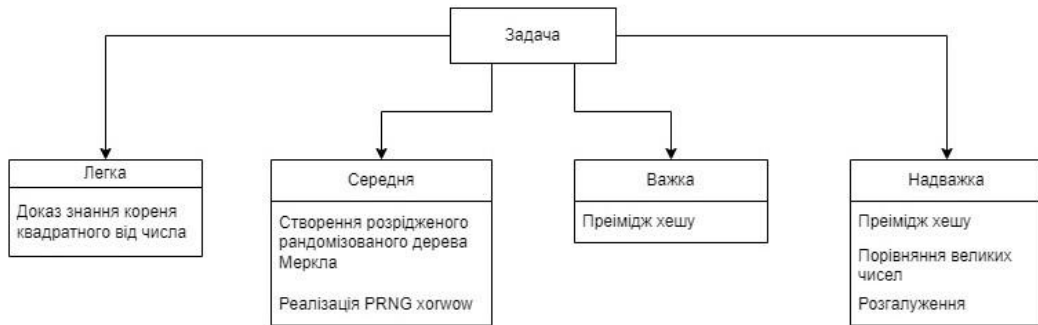 Задача
Легка
Доказ знання кореня
квадратного від числа
Середня
Створення розрідженого
рандомізованого дерева
Меркла
Реалізація PRNG xorwow
Важка
Преімідж хешу
Надважка
Преімідж хешу
Порівняння великих
чисел
Розгалуження